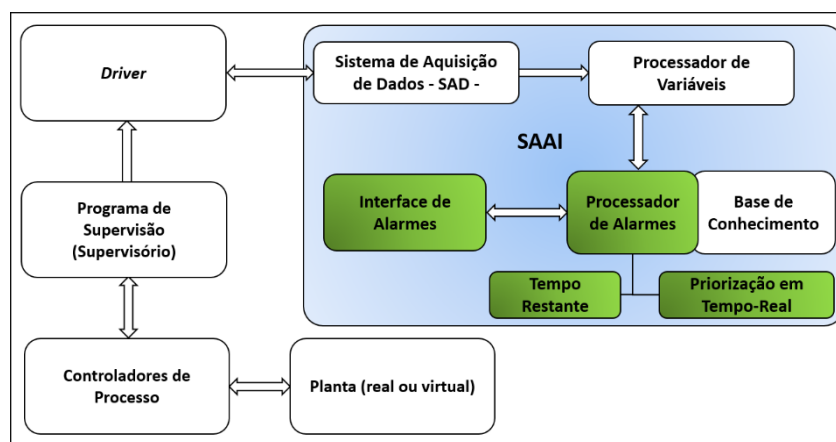 Driver
Sistema de Aquisição
de Dados - SAD -
Processador de
Variáveis
SAAI
Programa de
Supervisão
(Supervisório)
Interface de
Alarmes
Processador
de Alarmes
Base de
Conhecimento
Tempo
Restante
Priorização em
Tempo-Real
Controladores de
Processo
Planta (real ou virtual)